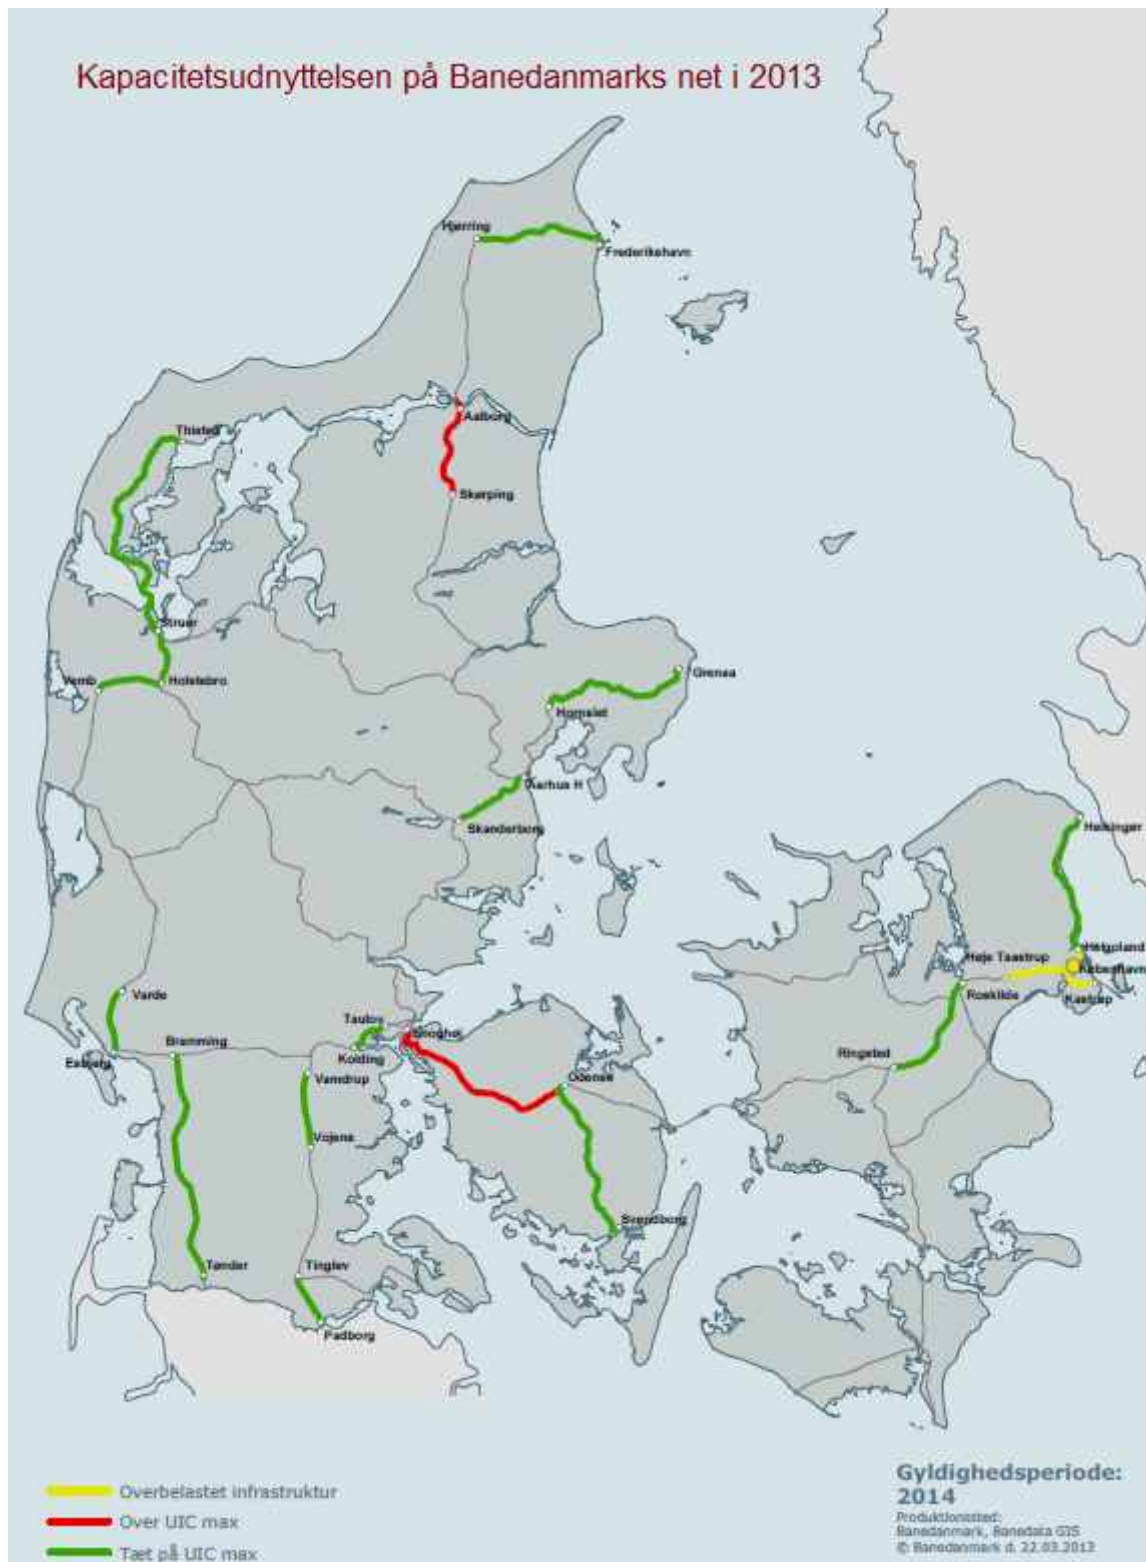 Kapacitetsudnyttelsen på Banedanmarks net i 2013
Hjørring
Frederikshavn
Aalborg
Thisted
Skørping
Struer
Vemb
Holstebro
Grenaa
Hornslet
Aarhus H
Skanderborg
Helsingør
Helgoland
Høje Taastrup
København
Kastrup
Roskilde
Varde
Taulov
Snoghøj
Bramming
Esbjerg
Kolding
Ringsted
Vamdrup
Odense
Vojens
Svendborg
Tønder
Tinglev
Padborg
Gyldighedsperiode:
2014
Produktionssted:
Banedanmark, Banedata GIS
© Banedanmark d. 22.03.2013
Overbelastet infrastruktur
Over UIC max
Tæt på UIC max